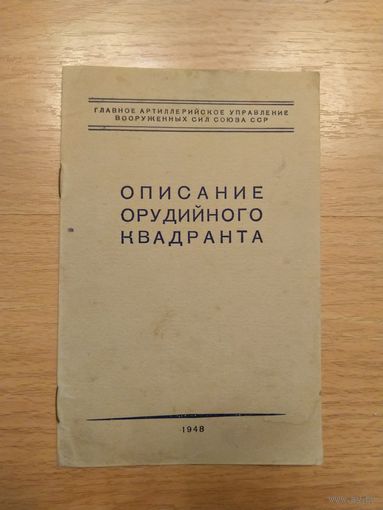 ГЛАВНОЕ АРТИЛЛЕРИЙСКОЕ УПРАВЛЕНИЕ
ВООРУЖЕННЫХ СИЛ СОЮЗА ССР
ОПИСАНИЕ
ОРУДИЙНОГО
КВАДРАНТА
1948